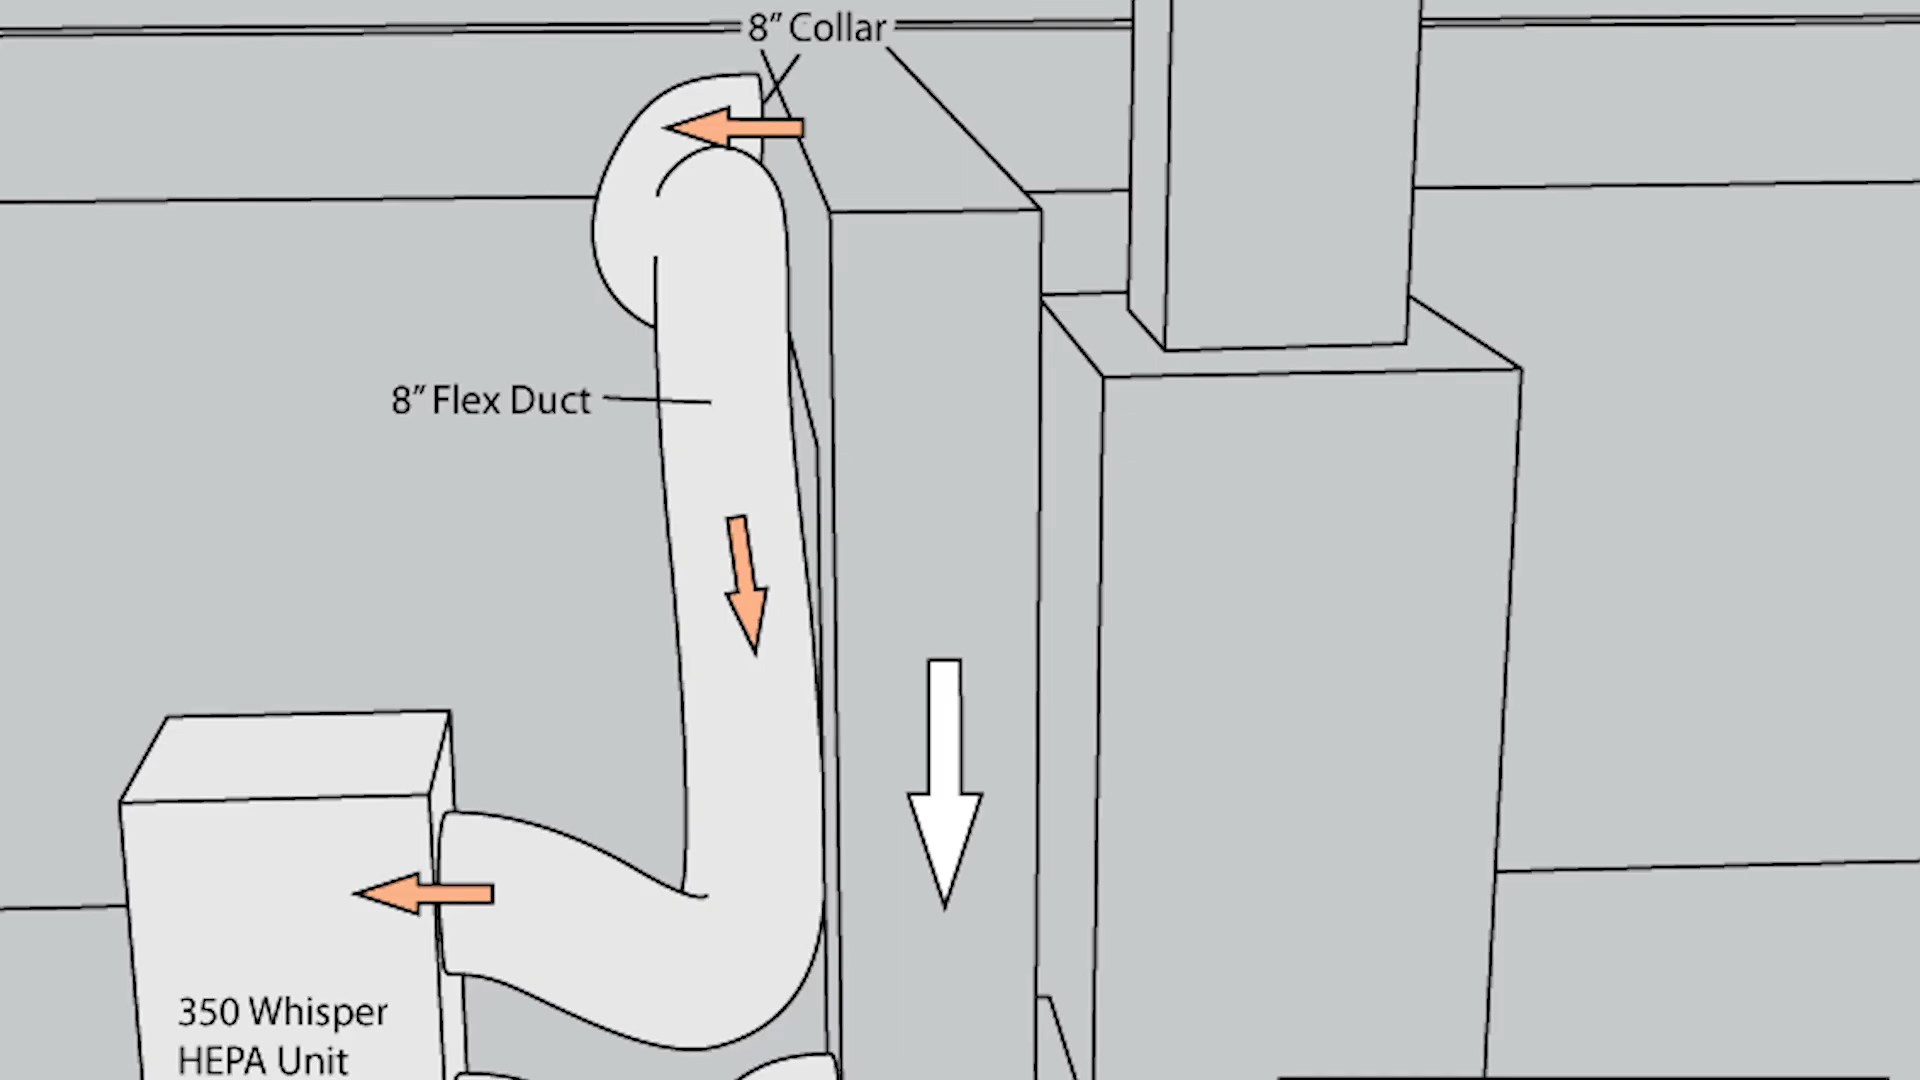 8” Collar
8” Flex Duct
350 Whisper
HEPA Unit